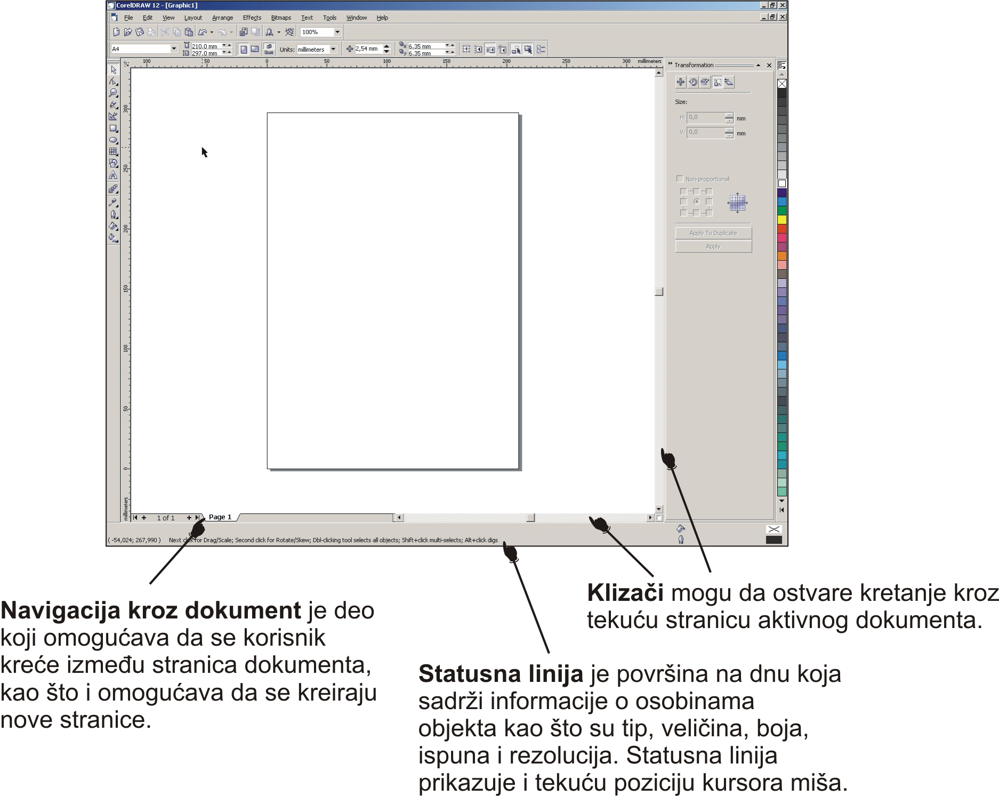 CorelDRAW 12 - [Graphic1]
File Edit View Layout Arrange Effects Bitmaps Text Tools Window Help
100%
A4 210,0 mm 297,0 mm Units: millimeters 2,54 mm 6,35 mm 6,35 mm
100 50 0 50 100 150 200 250 300 millimeters
300
250
200
150
100
50
0
millimeters
Transformation
Size:
H: 0,0 mm
V: 0,0 mm
Non-proportional
Apply To Duplicate
Apply
1 of 1 Page 1
( -54,024; 267,990 ) Next click for Drag/Scale; Second click for Rotate/Skew; Dbl-clicking tool selects all objects; Shift+click multi-selects; Alt+click digs
Navigacija kroz dokument je deo
koji omogućava da se korisnik
kreće između stranica dokumenta,
kao što i omogućava da se kreiraju
nove stranice.
Statusna linija je površina na dnu koja
sadrži informacije o osobinama
objekta kao što su tip, veličina, boja,
ispuna i rezolucija. Statusna linija
prikazuje i tekuću poziciju kursora miša.
Klizači mogu da ostvare kretanje kroz
tekuću stranicu aktivnog dokumenta.